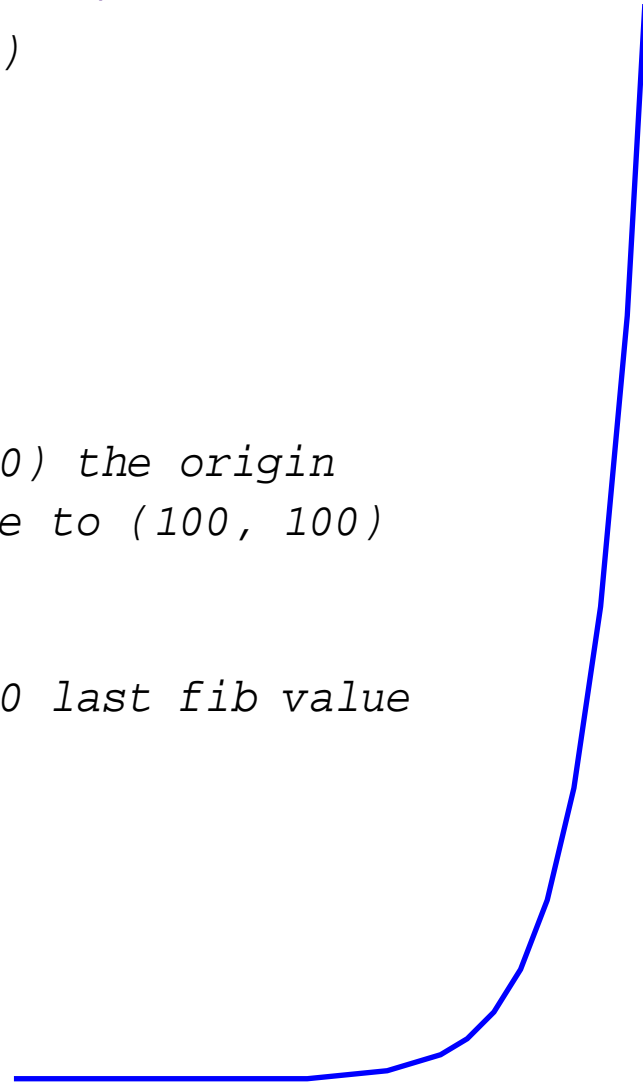 )
0) the origin
e to (100, 100)
0 last fib value